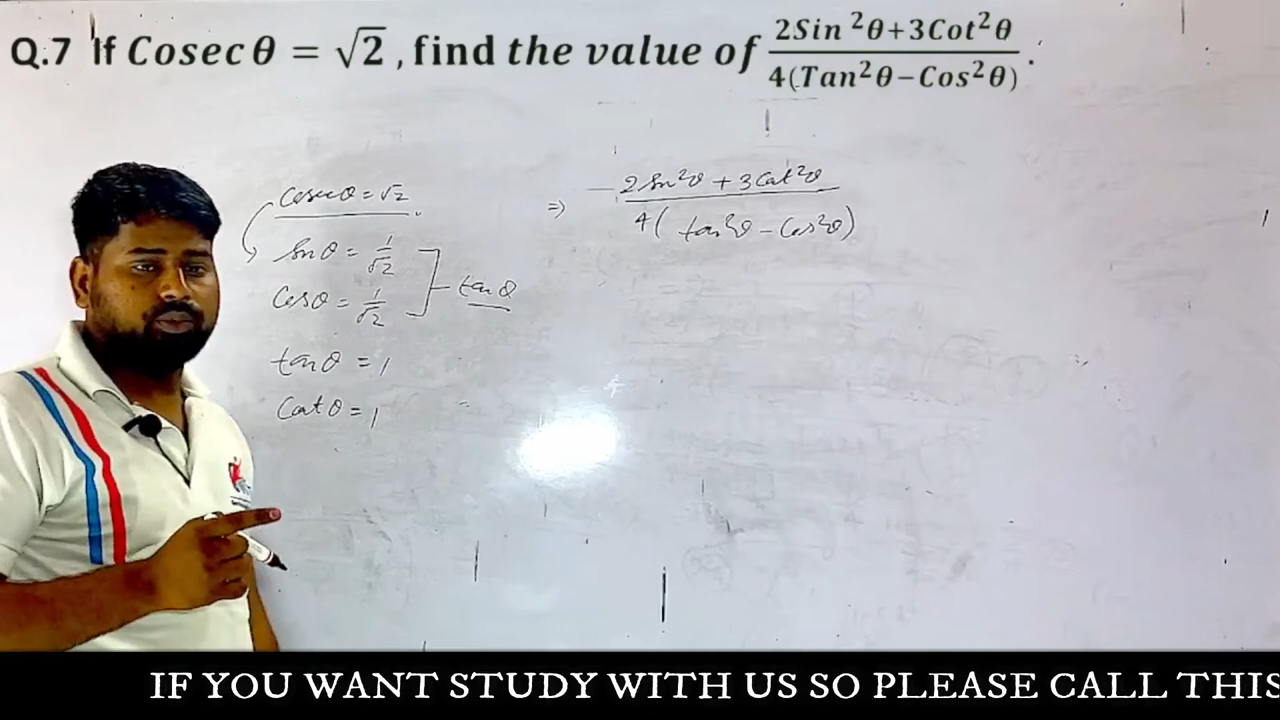 Q.7 If Cosec θ = √2 , find the value of (2Sin ²θ+3Cot²θ)/(4(Tan²θ−Cos²θ)) .
Cosecθ = √2
Sinθ = 1/√2
Cosθ = 1/√2
tanθ
tanθ = 1
Cotθ = 1
⇒ (2Sin²θ + 3Cot²θ)/(4(tan²θ − Cos²θ))
IF YOU WANT STUDY WITH US SO PLEASE CALL THIS